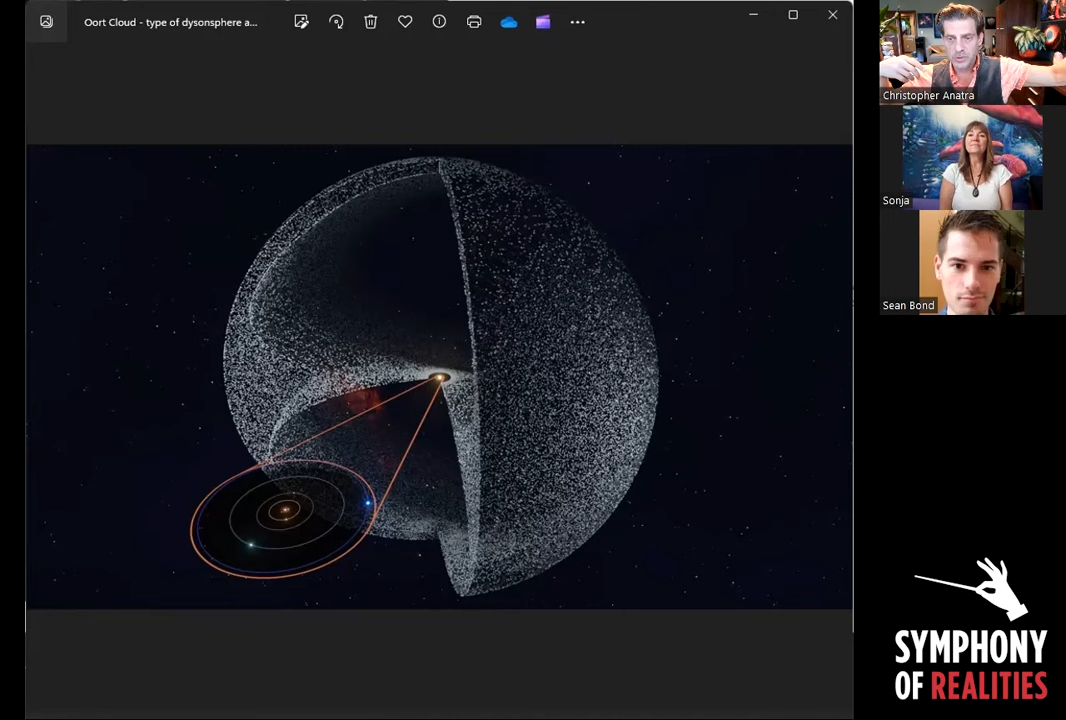 Oort Cloud - type of dysonsphere a...
Christopher Anatra
Sonja
Sean Bond
SYMPHONY
OF REALITIES